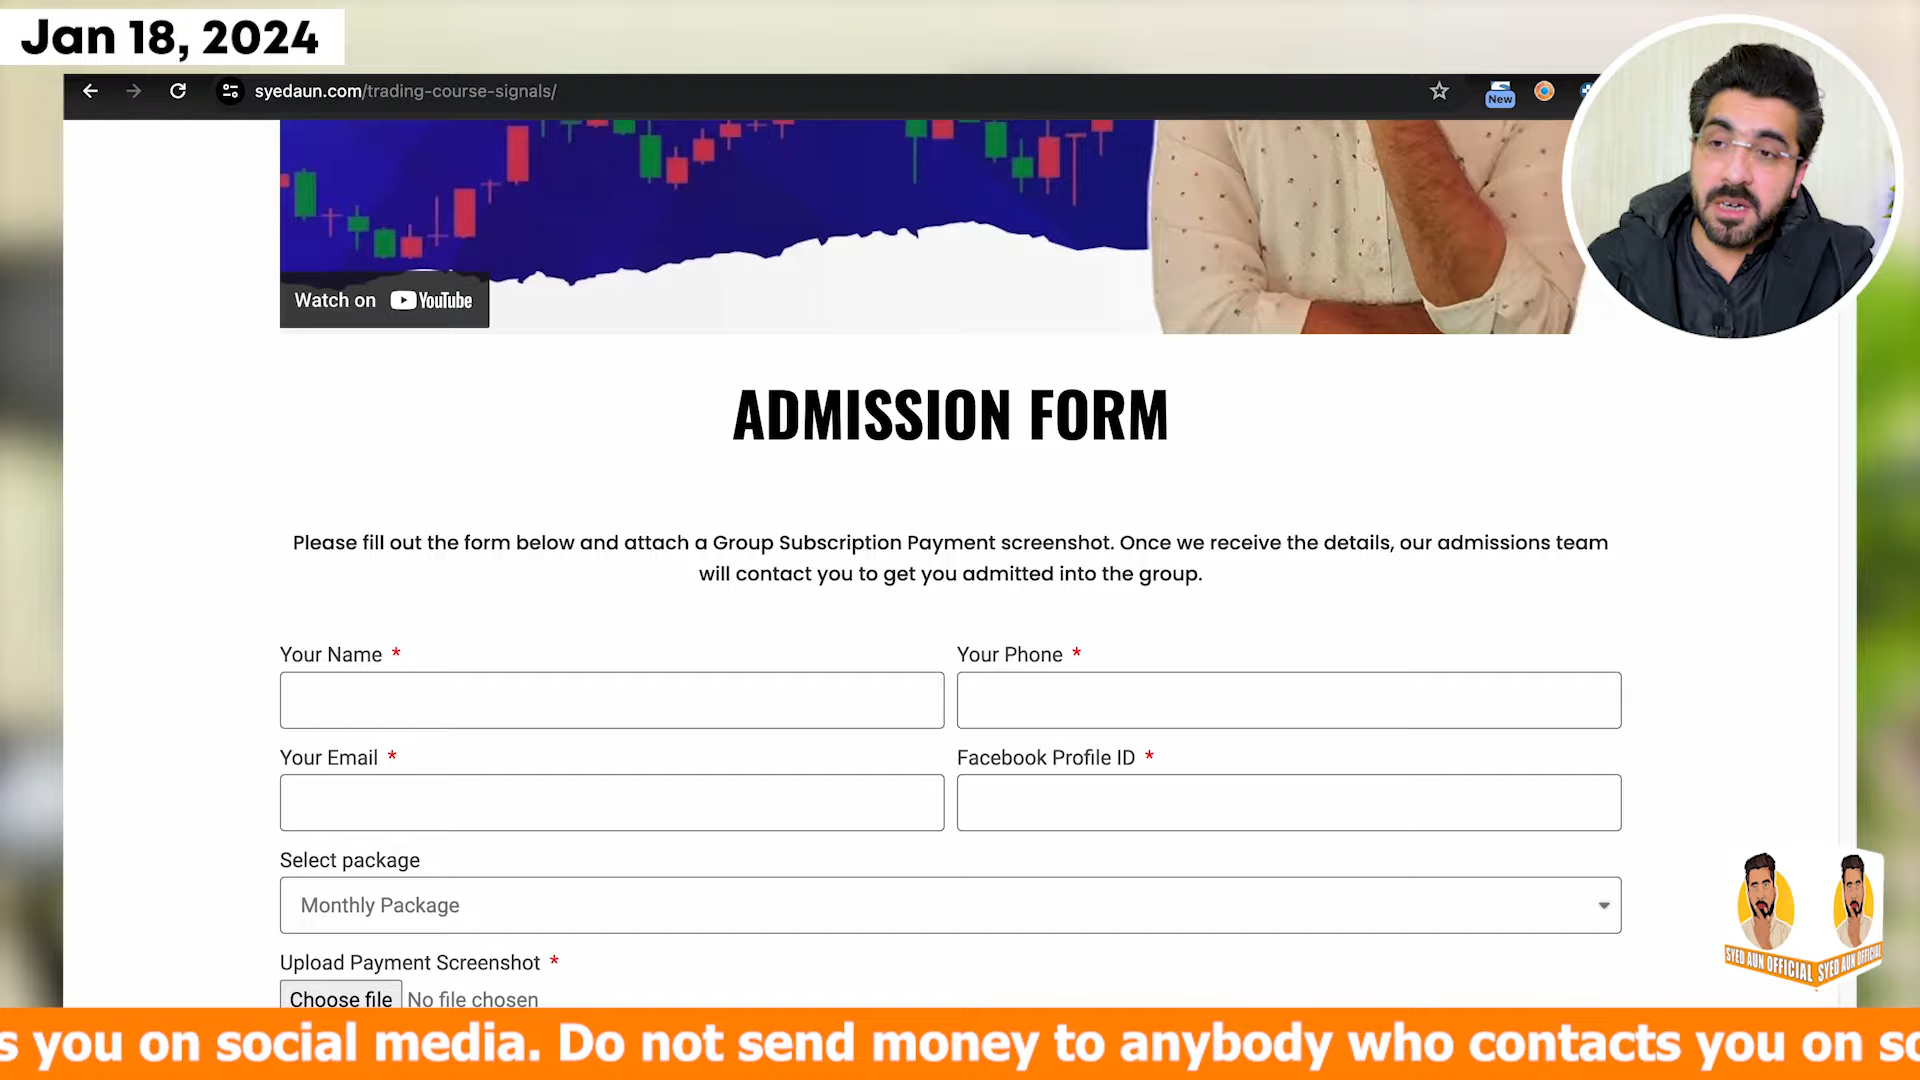 Jan 18, 2024
syedaun.com/trading-course-signals/
New
Watch on YouTube
ADMISSION FORM
Please fill out the form below and attach a Group Subscription Payment screenshot. Once we receive the details, our admissions team
will contact you to get you admitted into the group.
Your Name *
Your Phone *
Your Email *
Facebook Profile ID *
Select package
Monthly Package
Upload Payment Screenshot *
Choose file No file chosen
SYED AUN OFFICIAL SYED AUN OFFICIAL
s you on social media. Do not send money to anybody who contacts you on so